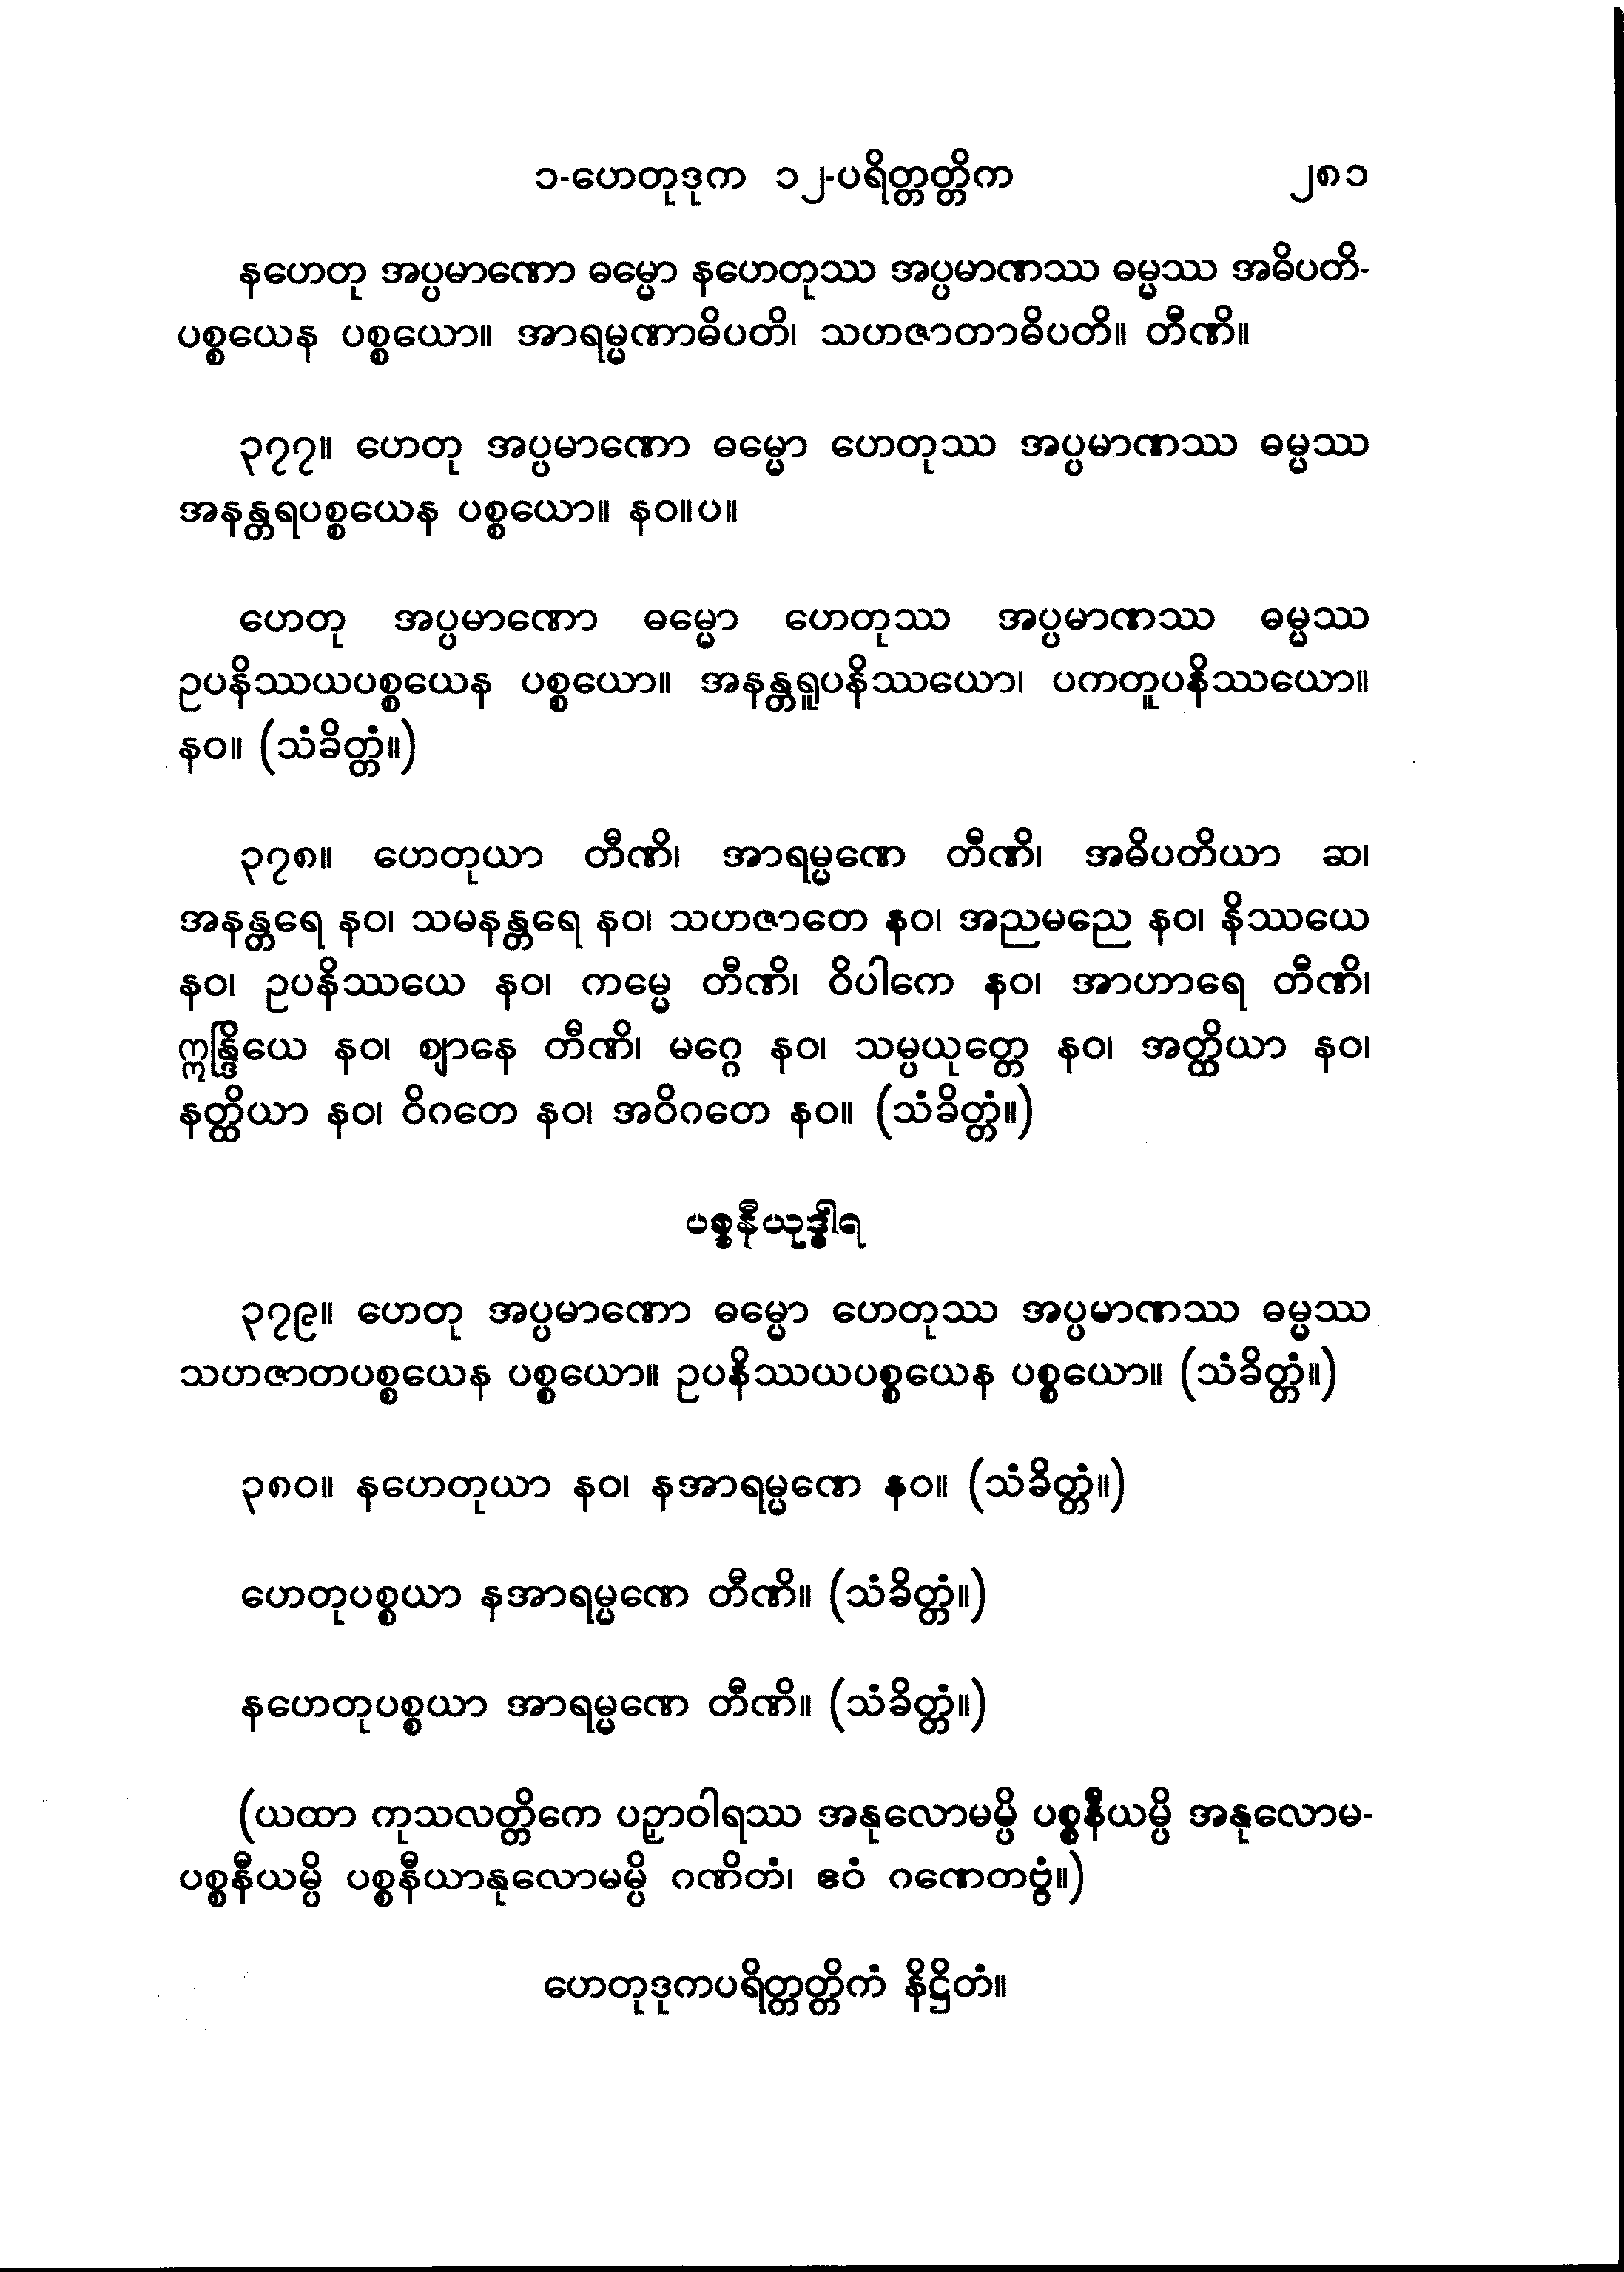 ၁-ဟေတုဒုက ၁၂-ပရိတ္တတ္တိက ၂၈၁
နဟေတု အပ္ပမာဏော ဓမ္မော နဟေတုဿ အပ္ပမာဏဿ ဓမ္မဿ အဓိပတိ-
ပစ္စယေန ပစ္စယော။ အာရမ္မဏာဓိပတိ၊ သဟဇာတာဓိပတိ။ တီဏိ။
၃၇၇။ ဟေတု အပ္ပမာဏော ဓမ္မော ဟေတုဿ အပ္ပမာဏဿ ဓမ္မဿ
အနန္တရပစ္စယေန ပစ္စယော။ နဝ။ပ။
ဟေတု အပ္ပမာဏော ဓမ္မော ဟေတုဿ အပ္ပမာဏဿ ဓမ္မဿ
ဥပနိဿယပစ္စယေန ပစ္စယော။ အနန္တရူပနိဿယော၊ ပကတူပနိဿယော။
နဝ။ (သံခိတ္တံ။)
၃၇၈။ ဟေတုယာ တီဏိ၊ အာရမ္မဏေ တီဏိ၊ အဓိပတိယာ ဆ၊
အနန္တရေ နဝ၊ သမနန္တရေ နဝ၊ သဟဇာတေ နဝ၊ အညမညေ နဝ၊ နိဿယေ
နဝ၊ ဥပနိဿယေ နဝ၊ ကမ္မေ တီဏိ၊ ဝိပါကေ နဝ၊ အာဟာရေ တီဏိ၊
ဣန္ဒြိယေ နဝ၊ ဈာနေ တီဏိ၊ မဂ္ဂေ နဝ၊ သမ္ပယုတ္တေ နဝ၊ အတ္ထိယာ နဝ၊
နတ္ထိယာ နဝ၊ ဝိဂတေ နဝ၊ အဝိဂတေ နဝ။ (သံခိတ္တံ။)
ပစ္စနီယုဒ္ဓါရ
၃၇၉။ ဟေတု အပ္ပမာဏော ဓမ္မော ဟေတုဿ အပ္ပမာဏဿ ဓမ္မဿ
သဟဇာတပစ္စယေန ပစ္စယော။ ဥပနိဿယပစ္စယေန ပစ္စယော။ (သံခိတ္တံ။)
၃၈၀။ နဟေတုယာ နဝ၊ နအာရမ္မဏေ နဝ။ (သံခိတ္တံ။)
ဟေတုပစ္စယာ နအာရမ္မဏေ တီဏိ။ (သံခိတ္တံ။)
နဟေတုပစ္စယာ အာရမ္မဏေ တီဏိ။ (သံခိတ္တံ။)
(ယထာ ကုသလတ္တိကေ ပဉှာဝါရဿ အနုလောမမ္ပိ ပစ္စနီယမ္ပိ အနုလောမ-
ပစ္စနီယမ္ပိ ပစ္စနီယာနုလောမမ္ပိ ဂဏိတံ၊ ဧဝံ ဂဏေတဗ္ဗံ။)
ဟေတုဒုကပရိတ္တတ္တိကံ နိဋ္ဌိတံ။